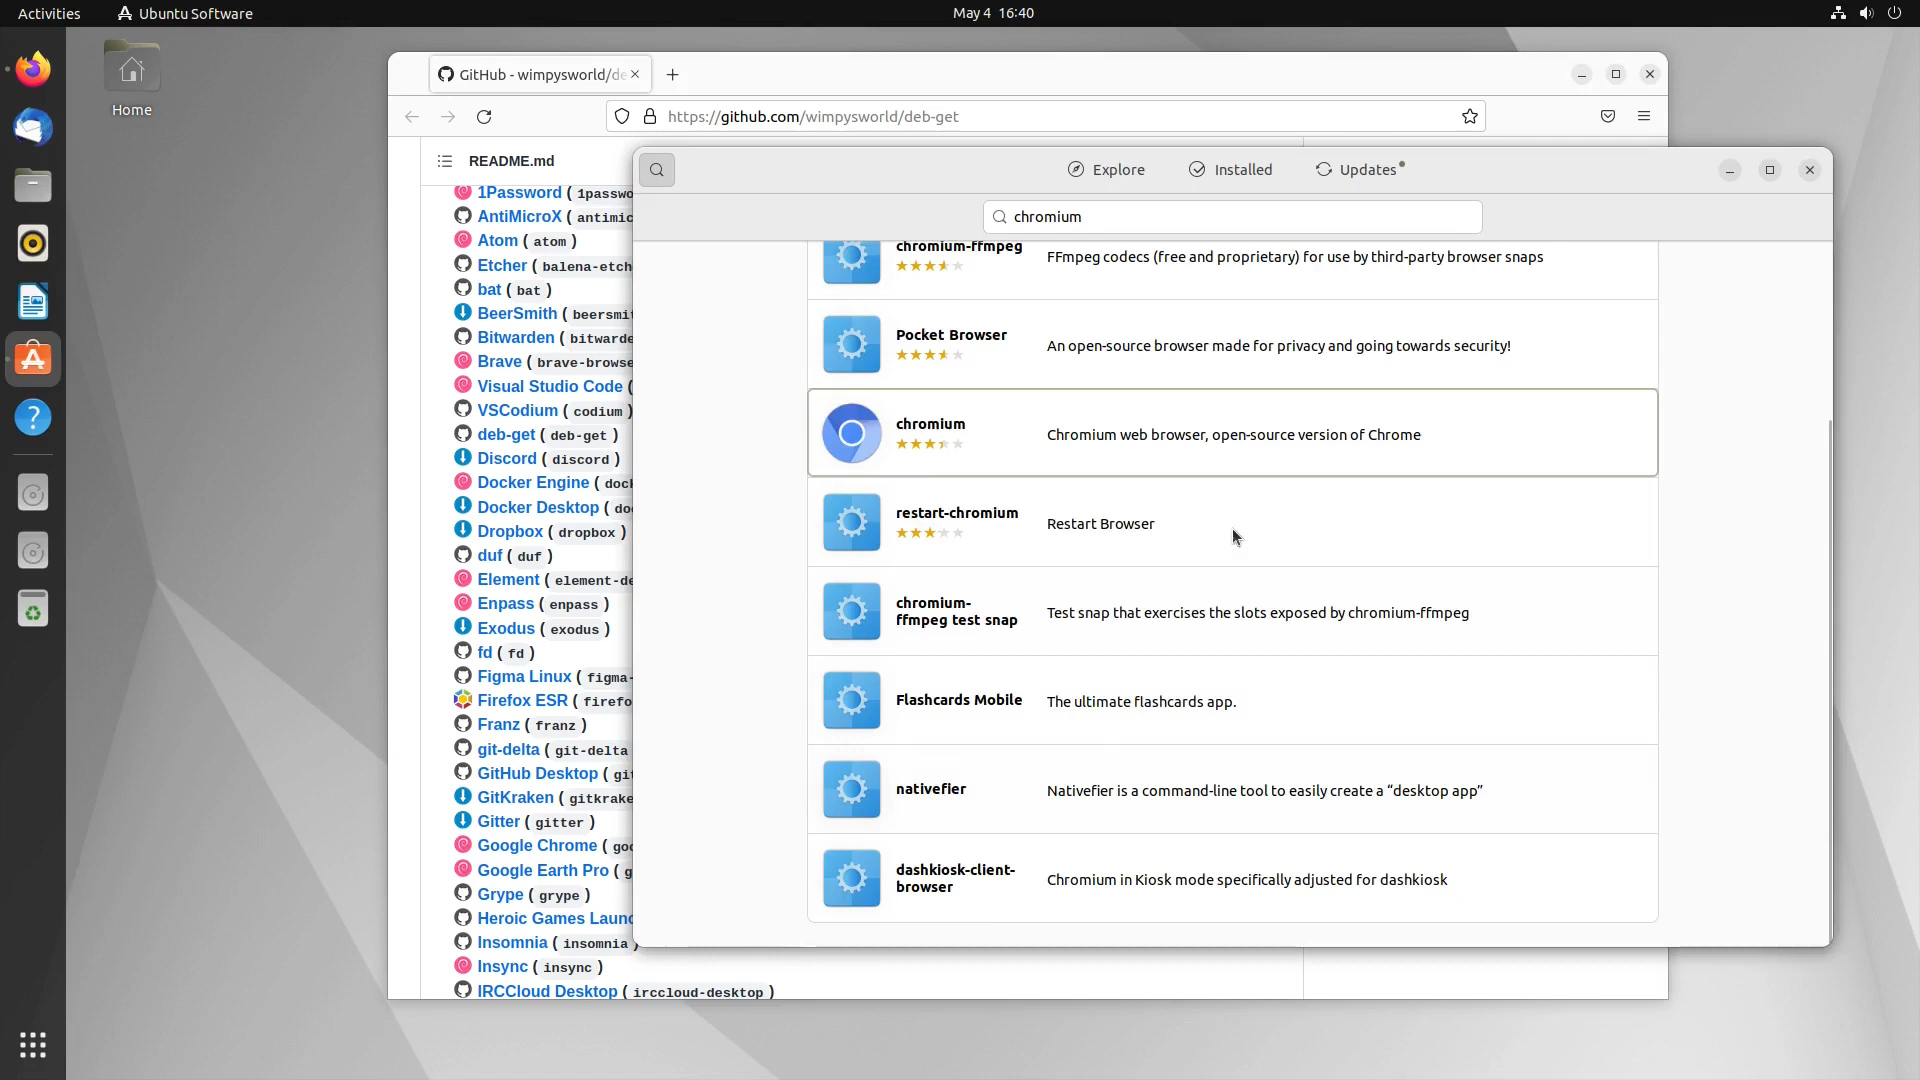 Activities
Ubuntu Software
May 4 16:40
Home
GitHub - wimpysworld/de
https://github.com/wimpysworld/deb-get
README.md
1Password ( 1passwo
AntiMicroX ( antimic
Atom ( atom )
Etcher ( balena-etch
bat ( bat )
BeerSmith ( beersmit
Bitwarden ( bitwarde
Brave ( brave-browse
Visual Studio Code (
VSCodium ( codium )
deb-get ( deb-get )
Discord ( discord )
Docker Engine ( dock
Docker Desktop ( do
Dropbox ( dropbox )
duf ( duf )
Element ( element-de
Enpass ( enpass )
Exodus ( exodus )
fd ( fd )
Figma Linux ( figma-
Firefox ESR ( firefo
Franz ( franz )
git-delta ( git-delta
GitHub Desktop ( git
GitKraken ( gitkrake
Gitter ( gitter )
Google Chrome ( goo
Google Earth Pro ( g
Grype ( grype )
Heroic Games Launc
Insomnia ( insomnia )
Insync ( insync )
IRCCloud Desktop ( irccloud-desktop )
Explore
Installed
Updates
chromium
chromium-ffmpeg
FFmpeg codecs (free and proprietary) for use by third-party browser snaps
Pocket Browser
An open-source browser made for privacy and going towards security!
chromium
Chromium web browser, open-source version of Chrome
restart-chromium
Restart Browser
chromium-
ffmpeg test snap
Test snap that exercises the slots exposed by chromium-ffmpeg
Flashcards Mobile
The ultimate flashcards app.
nativefier
Nativefier is a command-line tool to easily create a “desktop app”
dashkiosk-client-
browser
Chromium in Kiosk mode specifically adjusted for dashkiosk